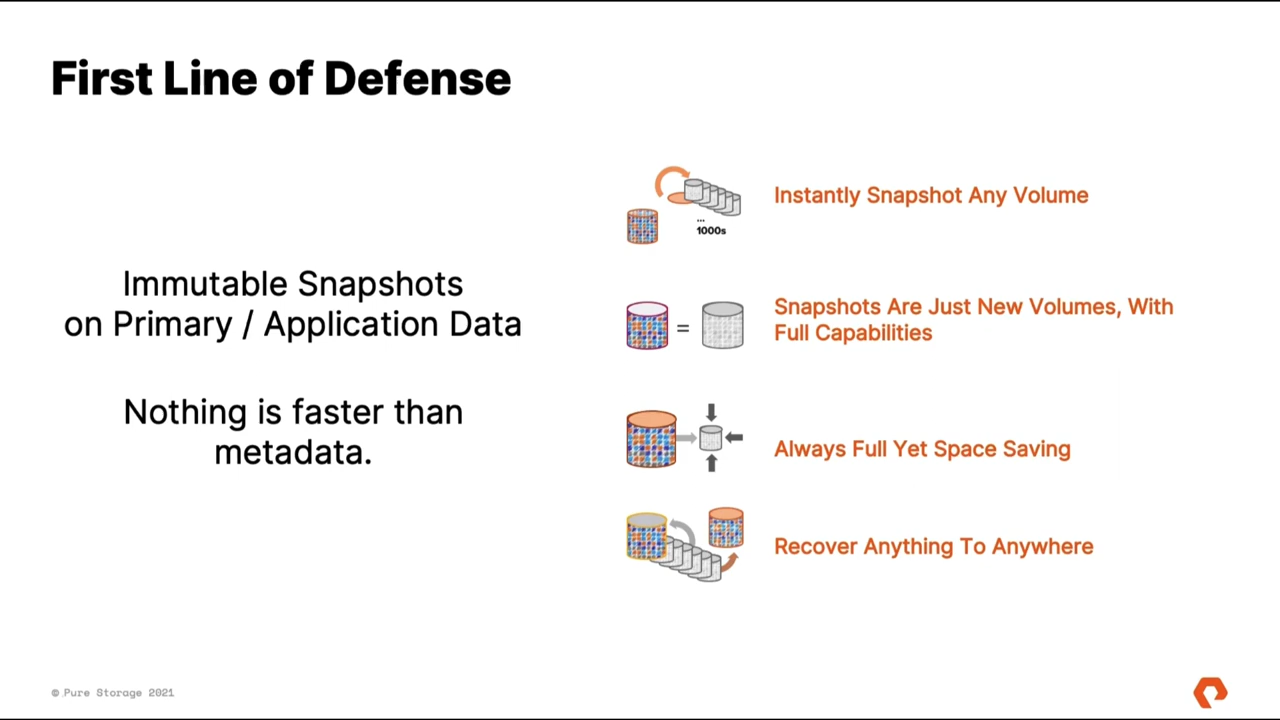 First Line of Defense
Immutable Snapshots
on Primary / Application Data
Nothing is faster than
metadata.
...
1000s
Instantly Snapshot Any Volume
=
Snapshots Are Just New Volumes, With
Full Capabilities
Always Full Yet Space Saving
Recover Anything To Anywhere
© Pure Storage 2021